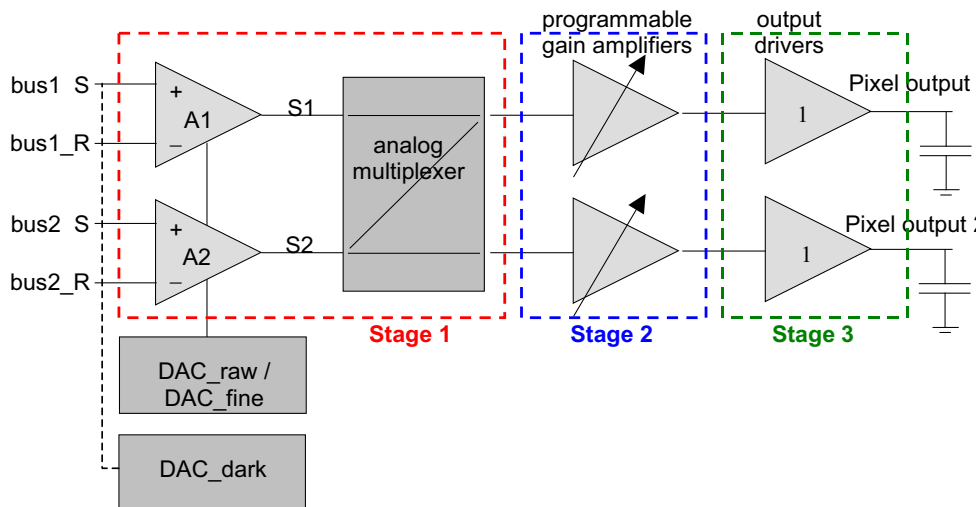 programmable
gain amplifiers
output
drivers
bus1 S
+
A1
S1
bus1_R
−
analog
multiplexer
1
Pixel output
bus2 S
+
A2
S2
bus2_R
−
1
Pixel output 2
Stage 1
Stage 2
Stage 3
DAC_raw /
DAC_fine
DAC_dark